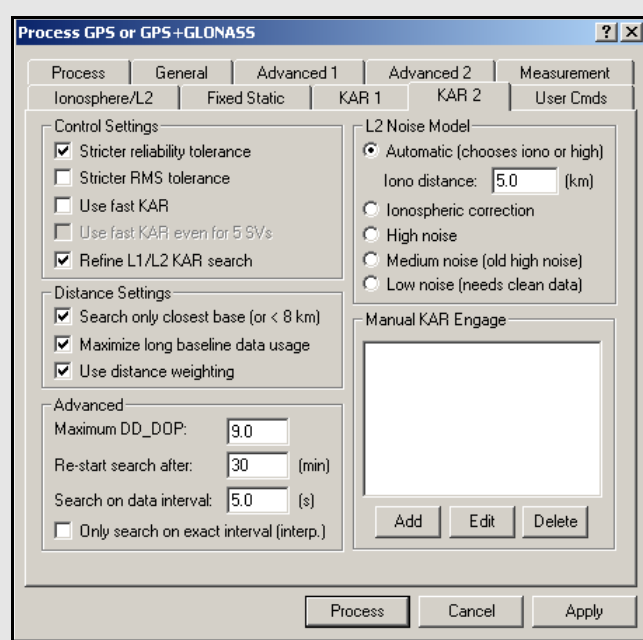 Process GPS or GPS+GLONASS
Process General Advanced 1 Advanced 2 Measurement
Ionosphere/L2 Fixed Static KAR 1 KAR 2 User Cmds
Control Settings
Stricter reliability tolerance
Stricter RMS tolerance
Use fast KAR
Use fast KAR even for 5 SVs
Refine L1/L2 KAR search
Distance Settings
Search only closest base (or < 8 km)
Maximize long baseline data usage
Use distance weighting
Advanced
Maximum DD_DOP: 9.0
Re-start search after: 30 (min)
Search on data interval: 5.0 (s)
Only search on exact interval (interp.)
L2 Noise Model
Automatic (chooses iono or high)
Iono distance: 5.0 (km)
Ionospheric correction
High noise
Medium noise (old high noise)
Low noise (needs clean data)
Manual KAR Engage
Add Edit Delete
Process Cancel Apply